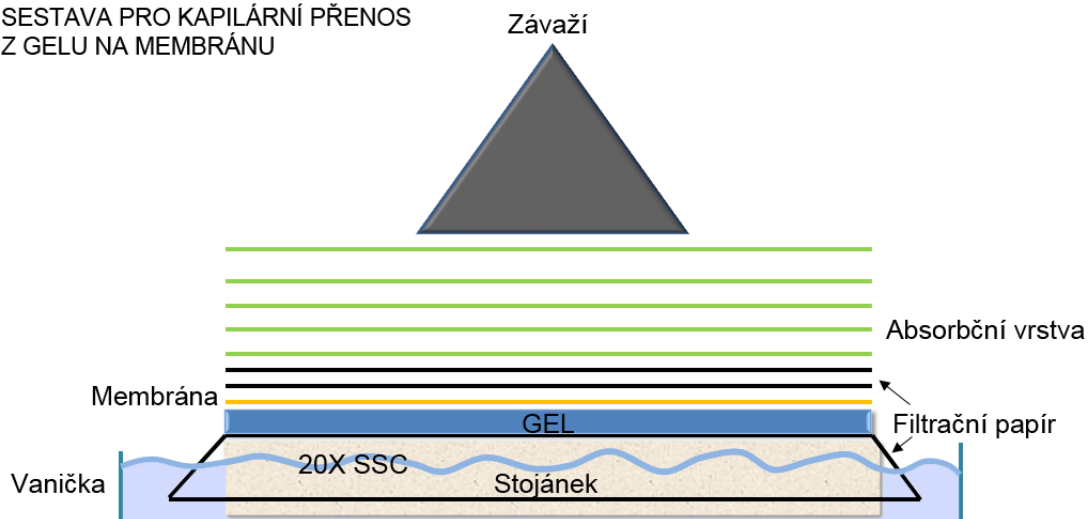 SESTAVA PRO KAPILÁRNÍ PŘENOS
Z GELU NA MEMBRÁNU
Závaží
Absorbční vrstva
Membrána
GEL
Filtrační papír
20X SSC
Vanička
Stojánek